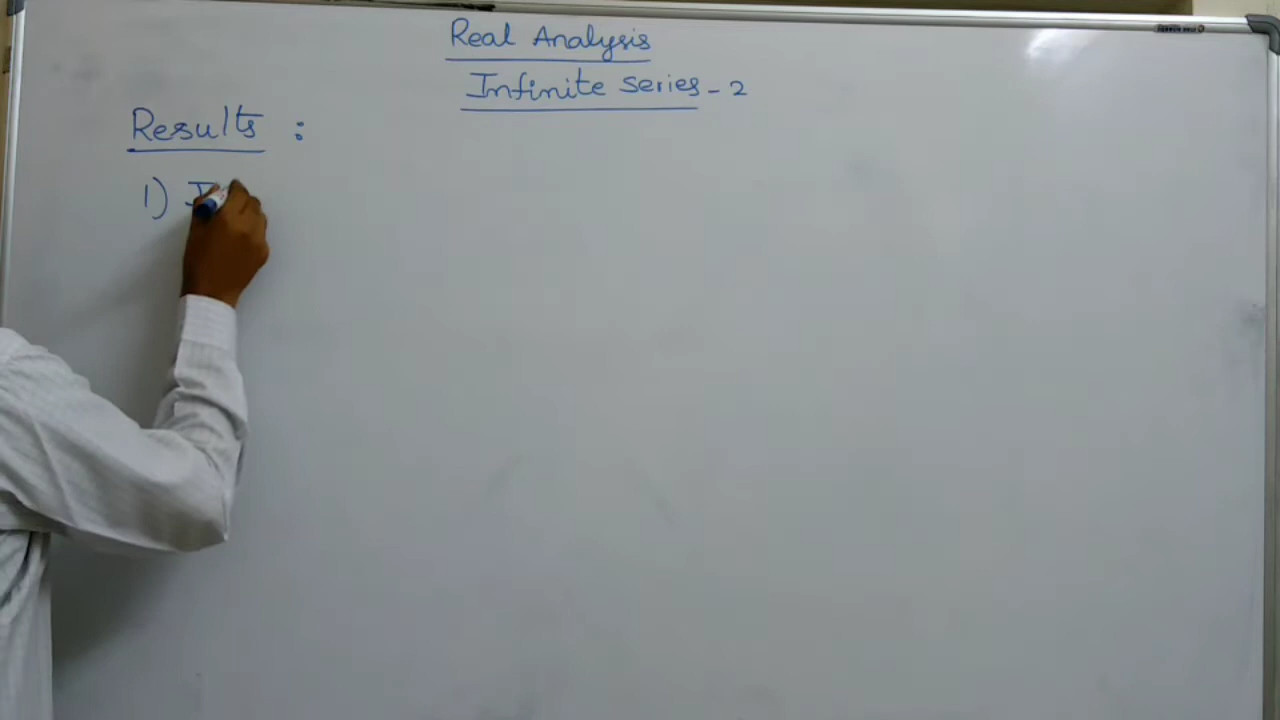 Real Analysis
Infinite Series - 2
Results :
1)